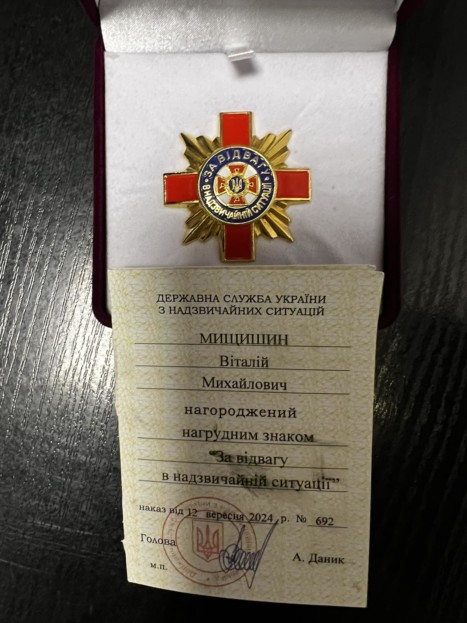 ЗА ВІДВАГУ
В НАДЗВИЧАЙНІЙ СИТУАЦІЇ
ДЕРЖАВНА СЛУЖБА УКРАЇНИ
З НАДЗВИЧАЙНИХ СИТУАЦІЙ
МИЩИШИН
Віталій
Михайлович
нагороджений
нагрудним знаком
“За відвагу
в надзвичайній ситуації”
наказ від 12 вересня 2024 р. № 692
Голова
А. Даник
м.п.